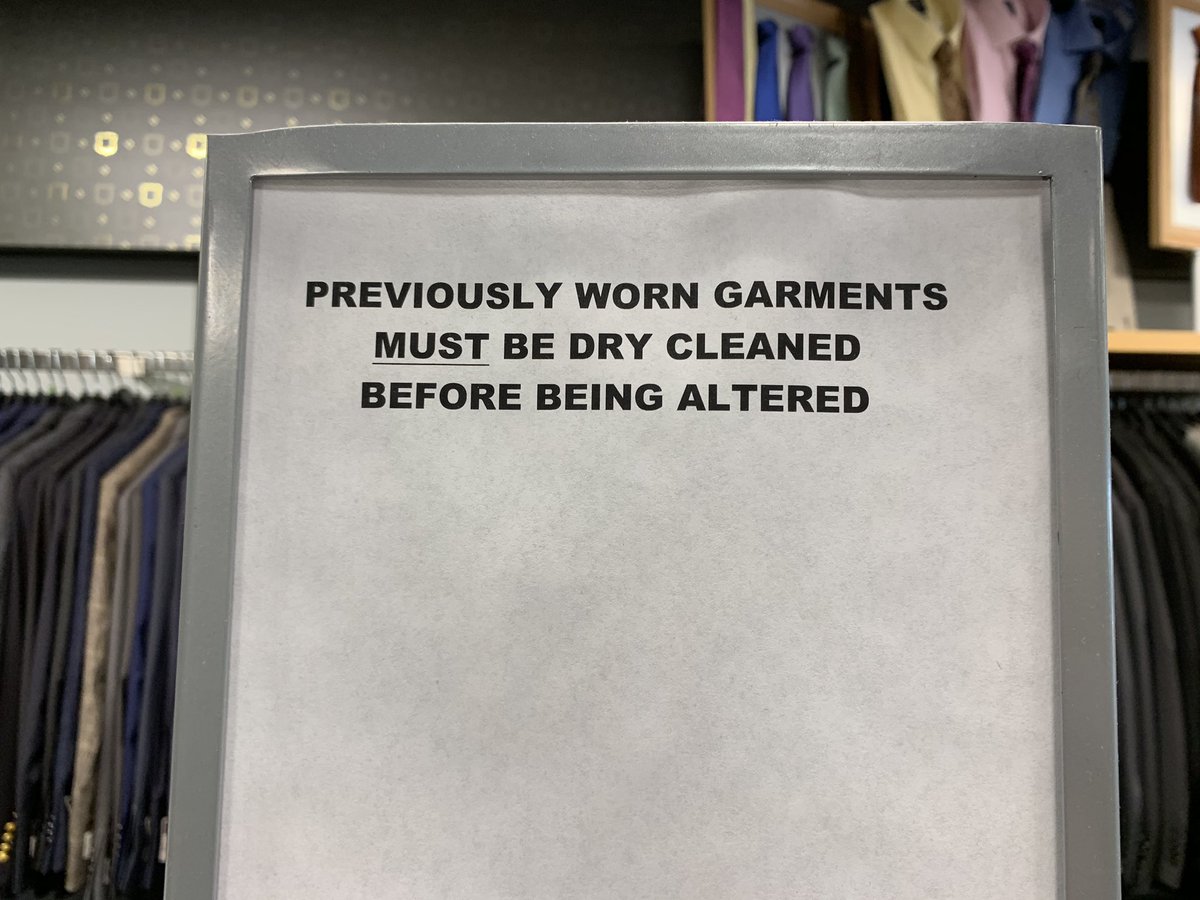 PREVIOUSLY WORN GARMENTS
MUST BE DRY CLEANED
BEFORE BEING ALTERED